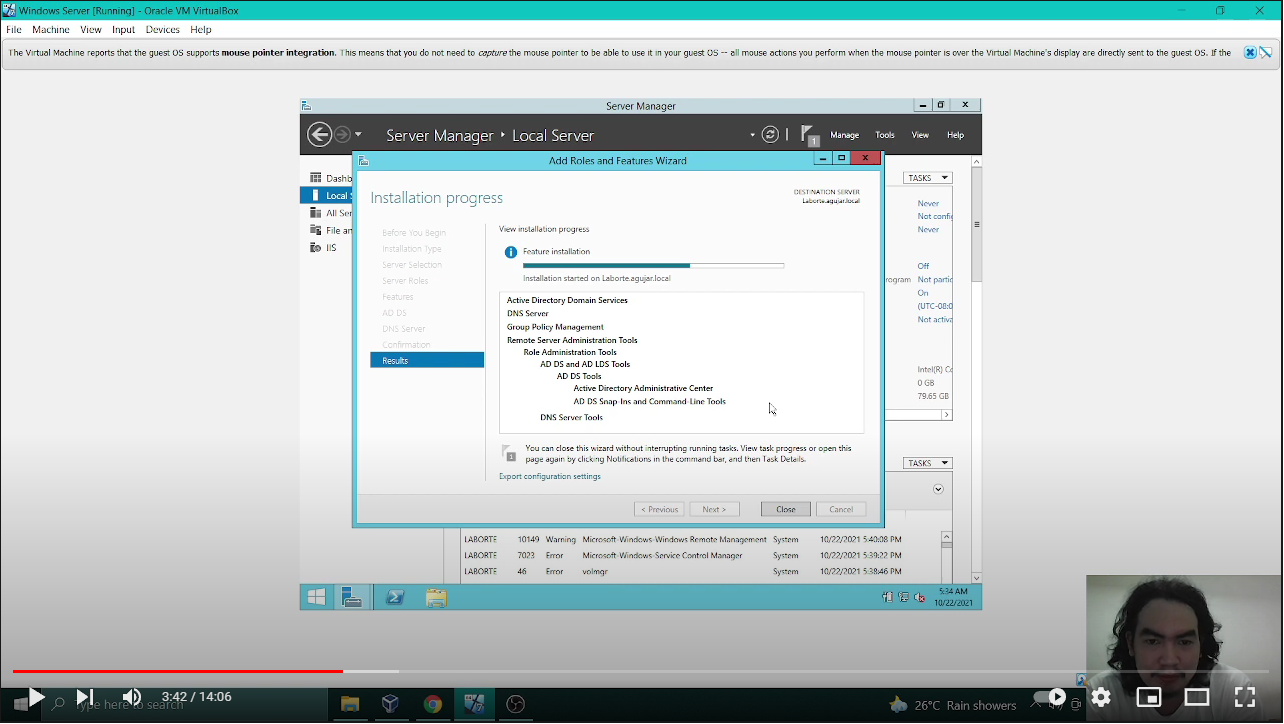 Windows Server [Running] - Oracle VM VirtualBox
File Machine View Input Devices Help
The Virtual Machine reports that the guest OS supports mouse pointer integration. This means that you do not need to capture the mouse pointer to be able to use it in your guest OS -- all mouse actions you perform when the mouse pointer is over the Virtual Machine's display are directly sent to the guest OS. If the
Server Manager
Server Manager • Local Server
1
Manage Tools View Help
Add Roles and Features Wizard
Dashb
Local S
All Ser
File an
IIS
Installation progress
DESTINATION SERVER
Laborte.agujar.local
Before You Begin
Installation Type
Server Selection
Server Roles
Features
AD DS
DNS Server
Confirmation
Results
View installation progress
Feature installation
Installation started on Laborte.agujar.local
Active Directory Domain Services
DNS Server
Group Policy Management
Remote Server Administration Tools
Role Administration Tools
AD DS and AD LDS Tools
AD DS Tools
Active Directory Administrative Center
AD DS Snap-Ins and Command-Line Tools
DNS Server Tools
1
You can close this wizard without interrupting running tasks. View task progress or open this
page again by clicking Notifications in the command bar, and then Task Details.
Export configuration settings
< Previous Next > Close Cancel
TASKS
Never
Not config
Never
Off
rogram Not partic
On
(UTC-08:0
Not activa
Intel(R) Co
0 GB
79.65 GB
TASKS
LABORTE 10149 Warning Microsoft-Windows-Windows Remote Management System 10/22/2021 5:40:08 PM
LABORTE 7023 Error Microsoft-Windows-Service Control Manager System 10/22/2021 5:39:22 PM
LABORTE 46 Error volmgr System 10/22/2021 5:38:46 PM
5:34 AM
10/22/2021
3:42 / 14:06
Type here to search
26°C Rain showers